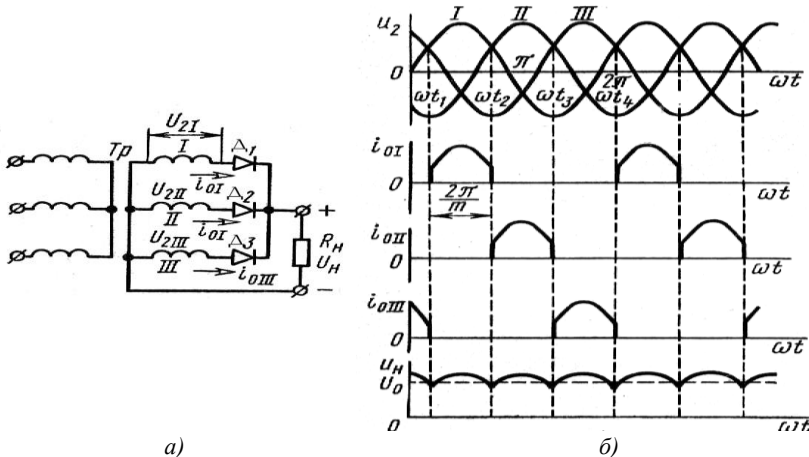 U₂I
Тр
I
Д₁
i₀I
U₂II
Д2
II
i₀I
+
U₂III
Д3
Rн
Uн
III
i₀III
−
а)
u₂
I
II
III
0
π
2π
ωt
ωt₁
ωt₂
ωt₃
ωt₄
i₀I
0
2π
m
ωt
i₀II
0
ωt
i₀III
0
ωt
uн
U₀
0
ωt
б)